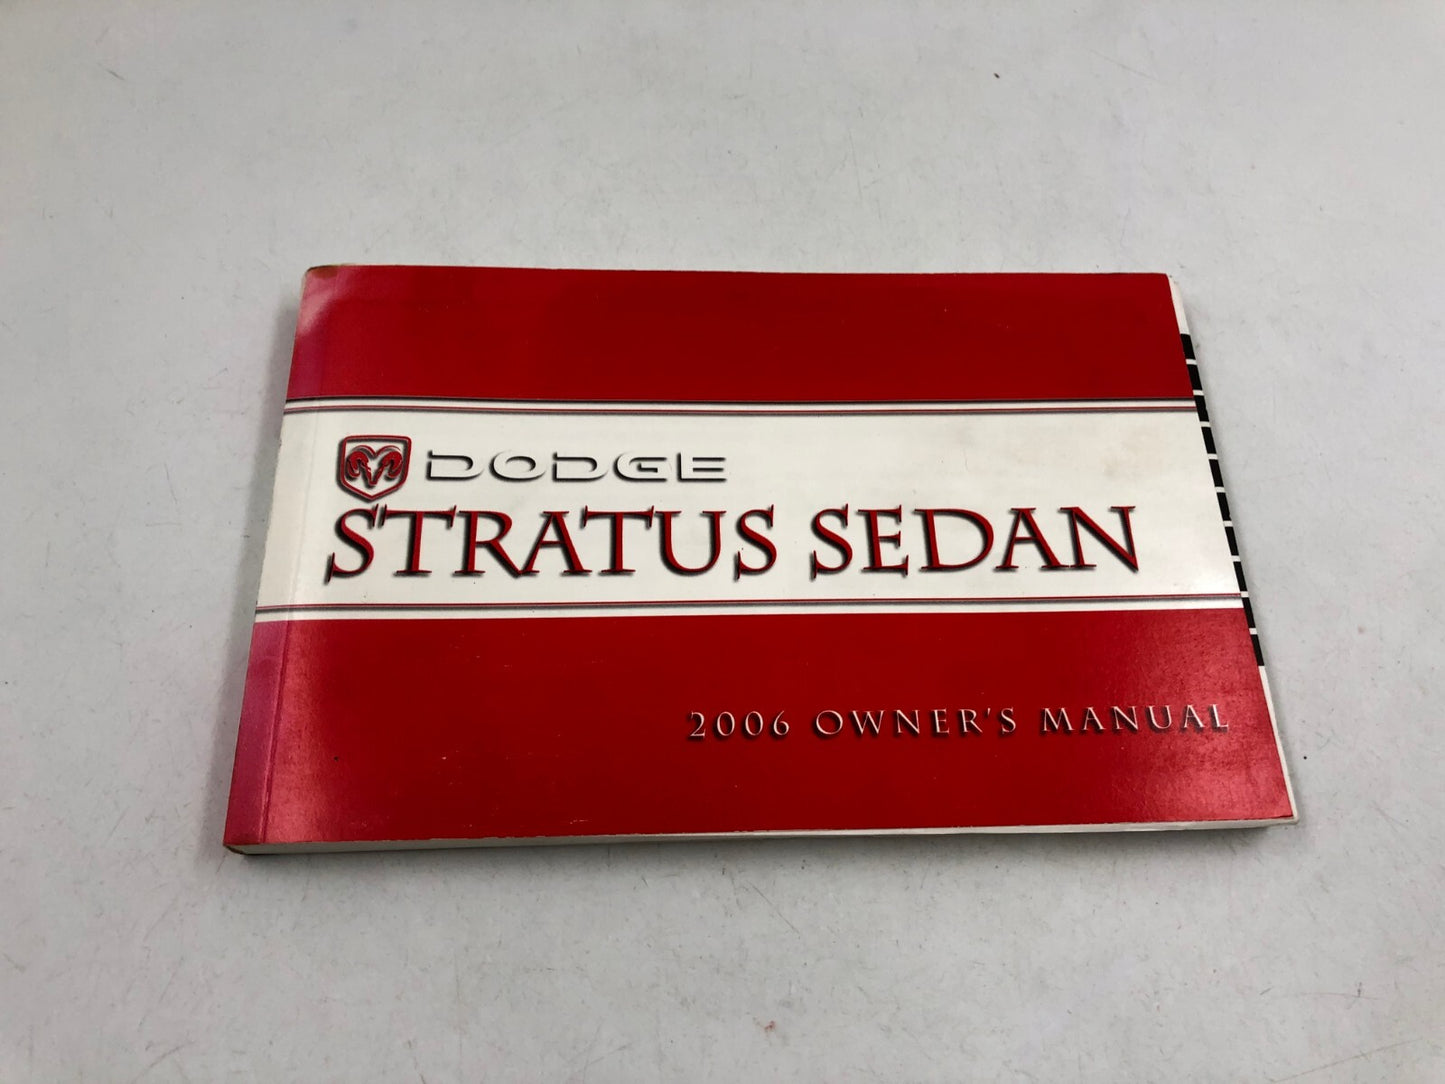 DODGE
STRATUS SEDAN
2006 OWNER'S MANUAL